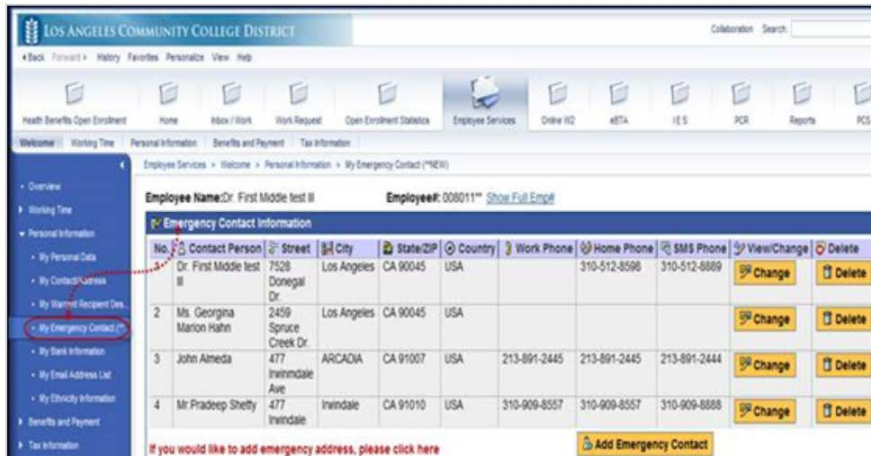 LOS ANGELES COMMUNITY COLLEGE DISTRICT
Collaboration Search:
Back Forward History Favorites Personalize View Help
Health Benefits Open Enrollment Home Inbox / Work Work Request Open Enrollment Statistics Employee Services Online W2 eBTA I E S PCR Reports PCS
Welcome Working Time Personal Information Benefits and Payment Tax Information
Employee Services > Welcome > Personal Information > My Emergency Contact (**NEW)
Overview
Working Time
Personal Information
My Personal Data
My Contact/Address
My Warrant Recipient Des...
My Emergency Contact (**
My Bank Information
My Email Address List
My Ethnicity Information
Benefits and Payment
Tax Information
Employee Name:Dr. First Middle test III Employee#: 008011** Show Full Emp#
Emergency Contact Information
No. Contact Person Street City State/ZIP Country Work Phone Home Phone SMS Phone View/Change Delete
1 Dr. First Middle test III 7528 Donegal Dr. Los Angeles CA 90045 USA 310-512-8598 310-512-8889 Change Delete
2 Ms. Georgina Marion Hahn 2459 Spruce Creek Dr. Los Angeles CA 90045 USA Change Delete
3 John Almeda 477 Irwinmdale Ave ARCADIA CA 91007 USA 213-891-2445 213-891-2445 213-891-2444 Change Delete
4 Mr Pradeep Shetty 477 Irwindale Irwindale CA 91010 USA 310-909-8557 310-909-8557 310-909-8888 Change Delete
If you would like to add emergency address, please click here Add Emergency Contact